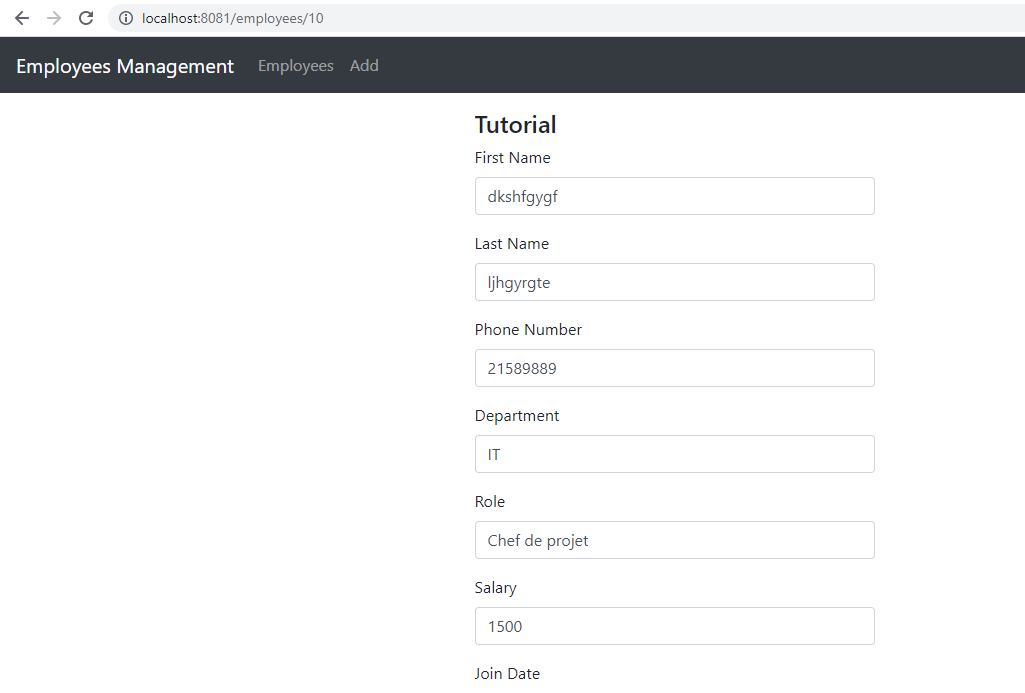 localhost:8081/employees/10
Employees Management Employees Add
Tutorial
First Name
dkshfgygf
Last Name
ljhgyrgte
Phone Number
21589889
Department
IT
Role
Chef de projet
Salary
1500
Join Date